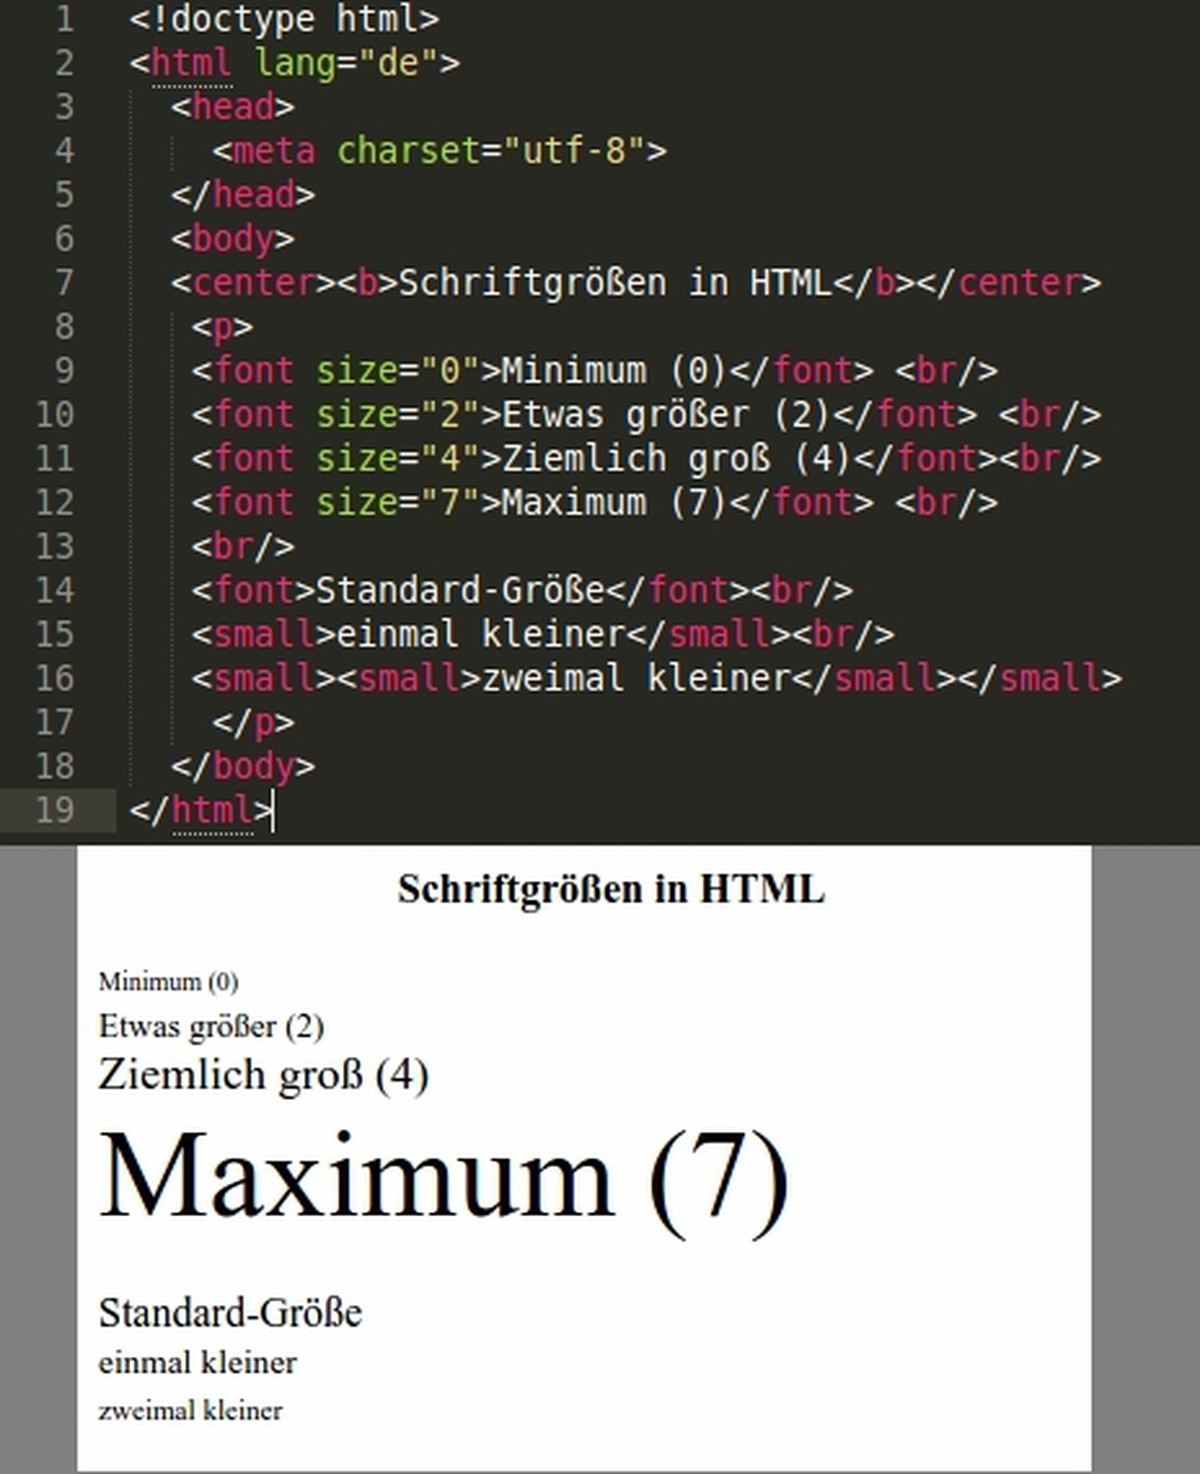 1 <!doctype html>
2 <html lang="de">
3 <head>
4 <meta charset="utf-8">
5 </head>
6 <body>
7 <center><b>Schriftgrößen in HTML</b></center>
8 <p>
9 <font size="0">Minimum (0)</font> <br/>
10 <font size="2">Etwas größer (2)</font> <br/>
11 <font size="4">Ziemlich groß (4)</font><br/>
12 <font size="7">Maximum (7)</font> <br/>
13 <br/>
14 <font>Standard-Größe</font><br/>
15 <small>einmal kleiner</small><br/>
16 <small><small>zweimal kleiner</small></small>
17 </p>
18 </body>
19 </html>
Schriftgrößen in HTML
Minimum (0)
Etwas größer (2)
Ziemlich groß (4)
Maximum (7)
Standard-Größe
einmal kleiner
zweimal kleiner